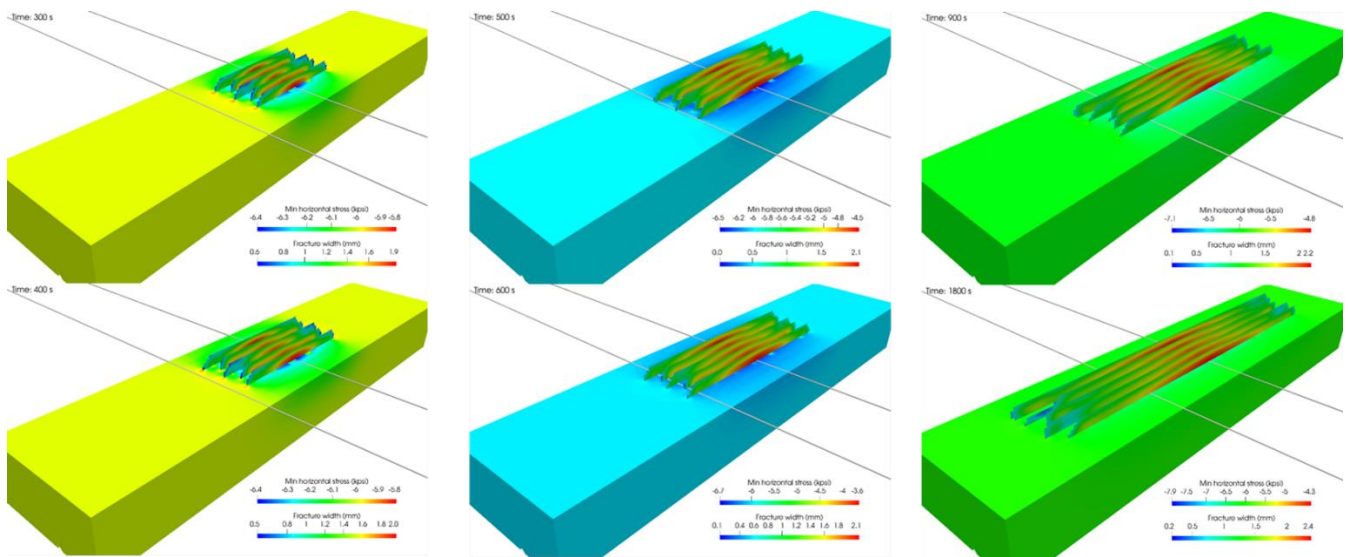 Time: 300 s
Min horizontal stress (kpsi)
-6.4 -6.3 -6.2 -6.1 -6 -5.9 -5.8
Fracture width (mm)
0.6 0.8 1 1.2 1.4 1.6 1.9
Time: 500 s
Min horizontal stress (kpsi)
-6.5 -6.2 -6 -5.8 -5.6 -5.4 -5.2 -5 -4.8 -4.5
Fracture width (mm)
0.0 0.5 1 1.5 2.1
Time: 900 s
Min horizontal stress (kpsi)
-7.1 -6.5 -6 -5.5 -4.8
Fracture width (mm)
0.1 0.5 1 1.5 2 2.2
Time: 400 s
Min horizontal stress (kpsi)
-6.4 -6.3 -6.2 -6.1 -6 -5.9 -5.8
Fracture width (mm)
0.5 0.8 1 1.2 1.4 1.6 1.8 2.0
Time: 600 s
Min horizontal stress (kpsi)
-6.7 -6 -5.5 -5 -4.5 -4 -3.6
Fracture width (mm)
0.1 0.4 0.6 0.8 1 1.2 1.4 1.6 1.8 2.1
Time: 1800 s
Min horizontal stress (kpsi)
-7.9 -7.5 -7 -6.5 -6 -5.5 -5 -4.3
Fracture width (mm)
0.2 0.5 1 1.5 2 2.4